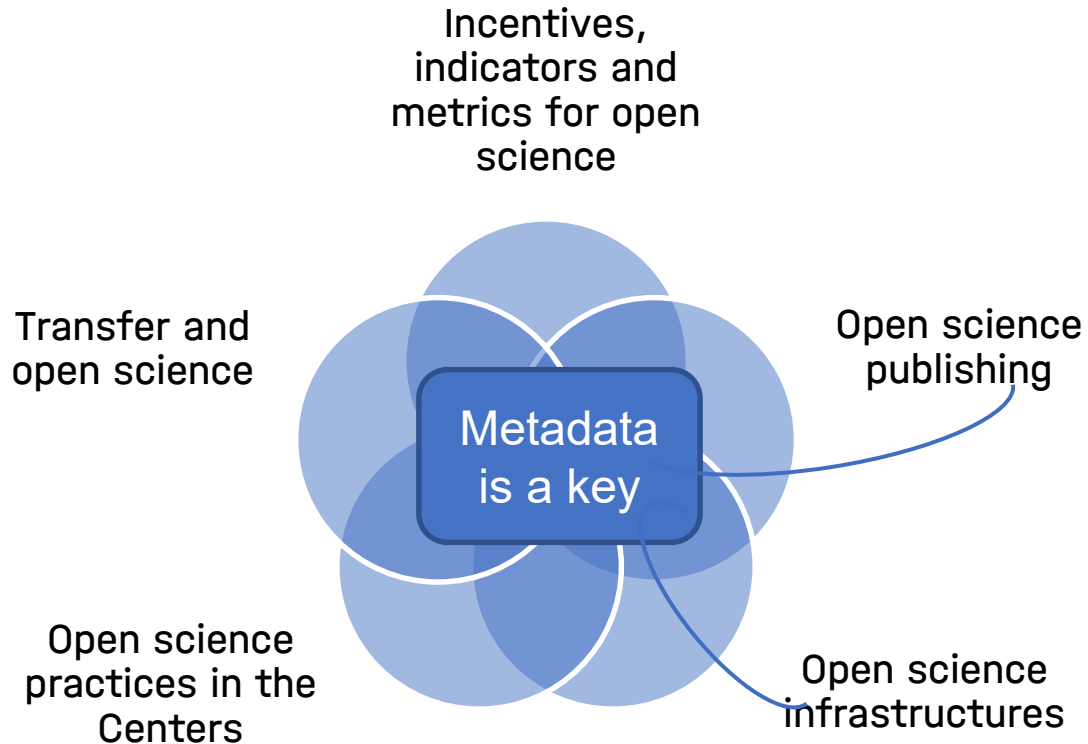 Incentives,
indicators and
metrics for open
science
Transfer and
open science
Open science
publishing
Metadata
is a key
Open science
practices in the
Centers
Open science
infrastructures